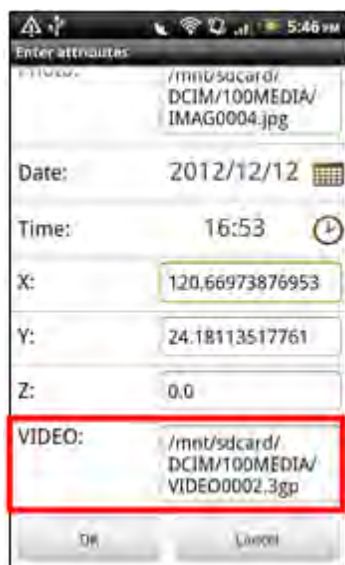 5:46 PM
Enter attributes
/mnt/sdcard/
DCIM/100MEDIA/
IMAG0004.jpg
Date: 2012/12/12
Time: 16:53
X: 120.66973876953
Y: 24.18113517761
Z: 0.0
VIDEO: /mnt/sdcard/
DCIM/100MEDIA/
VIDEO0002.3gp
OK Cancel